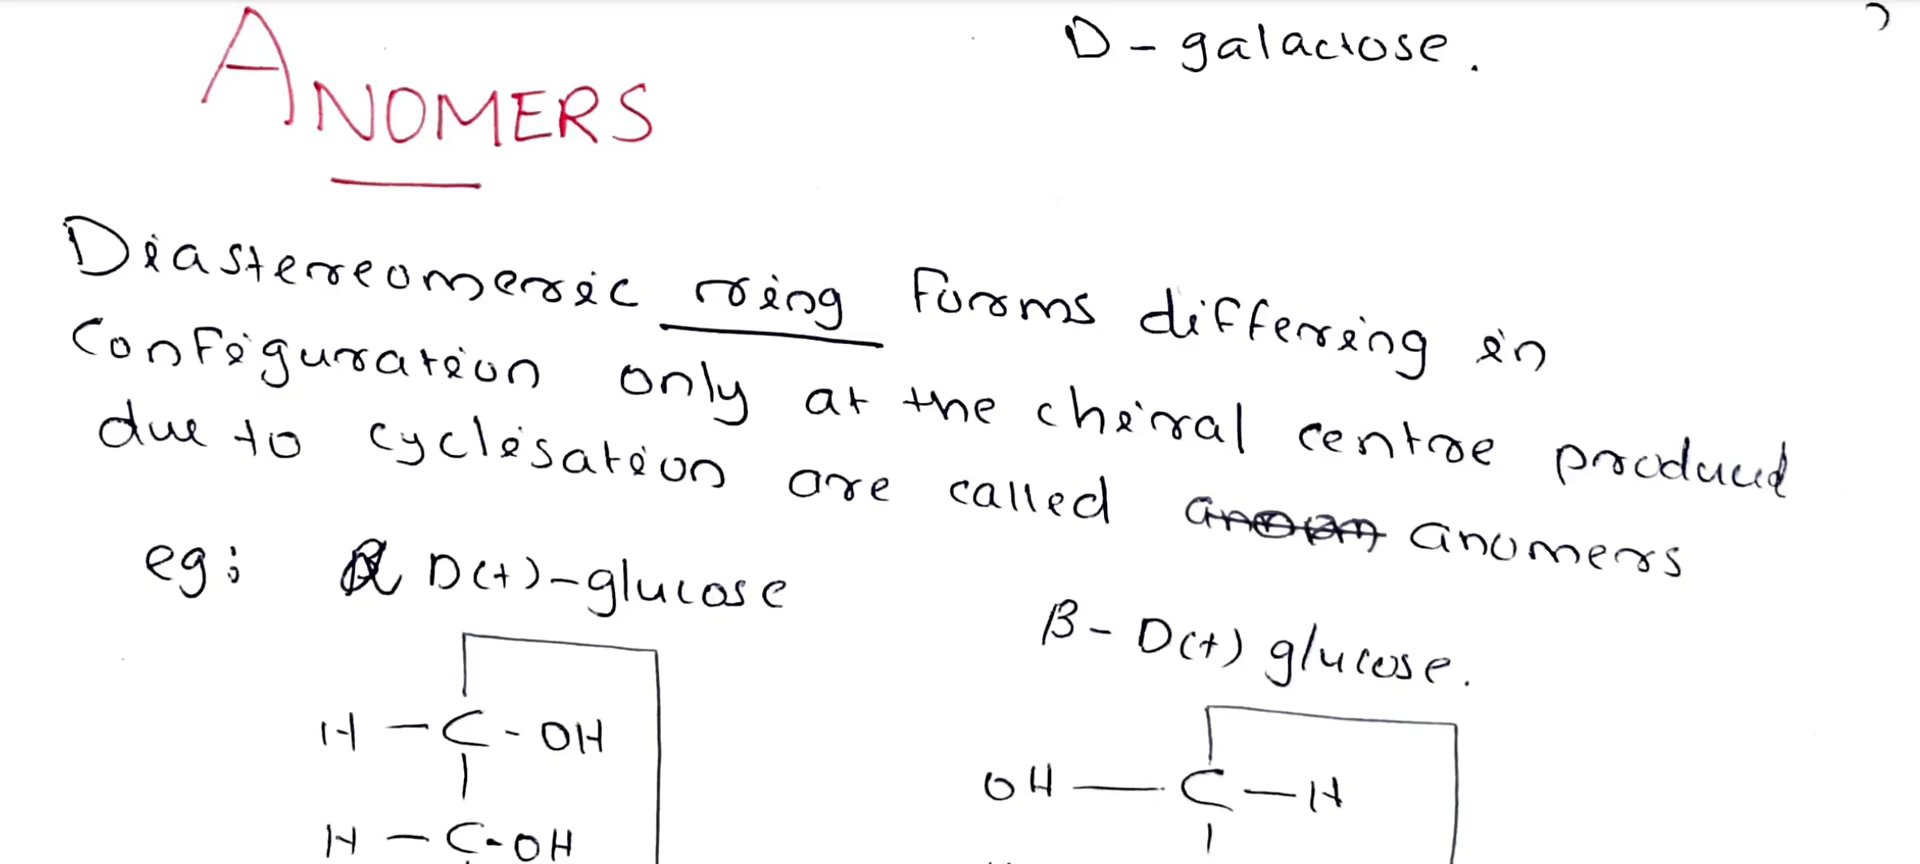 D - galactose.
ANOMERS
Diastereomeric ring forms differing in
configuration only at the chiral centre produced
due to cyclisation are called anomers
eg: α D(+)-glucose
β - D(+) glucose.
H - C - OH
OH — C - H
H - C - OH